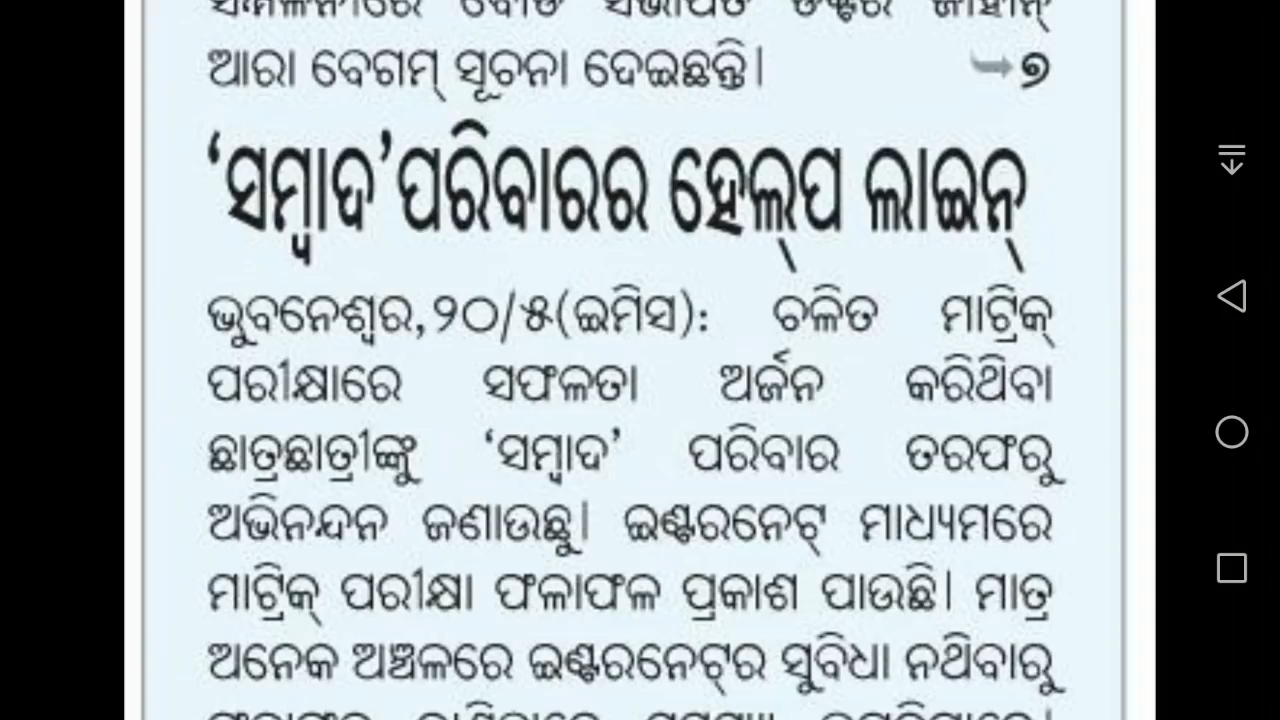 ଆରା ବେଗମ୍ ସୂଚନା ଦେଇଛନ୍ତି। ➥୭
‘ସମ୍ବାଦ’ ପରିବାରର ହେଲ୍‌ପ ଲାଇନ୍
ଭୁବନେଶ୍ୱର,୨୦/୫(ଇମିସ): ଚଳିତ ମାଟ୍ରିକ୍
ପରୀକ୍ଷାରେ ସଫଳତା ଅର୍ଜନ କରିଥିବା
ଛାତ୍ରଛାତ୍ରୀଙ୍କୁ ‘ସମ୍ବାଦ’ ପରିବାର ତରଫରୁ
ଅଭିନନ୍ଦନ ଜଣାଉଛୁ। ଇଣ୍ଟରନେଟ୍ ମାଧ୍ୟମରେ
ମାଟ୍ରିକ୍ ପରୀକ୍ଷା ଫଳାଫଳ ପ୍ରକାଶ ପାଉଛି। ମାତ୍ର
ଅନେକ ଅଞ୍ଚଳରେ ଇଣ୍ଟରନେଟ୍‌ର ସୁବିଧା ନଥିବାରୁ